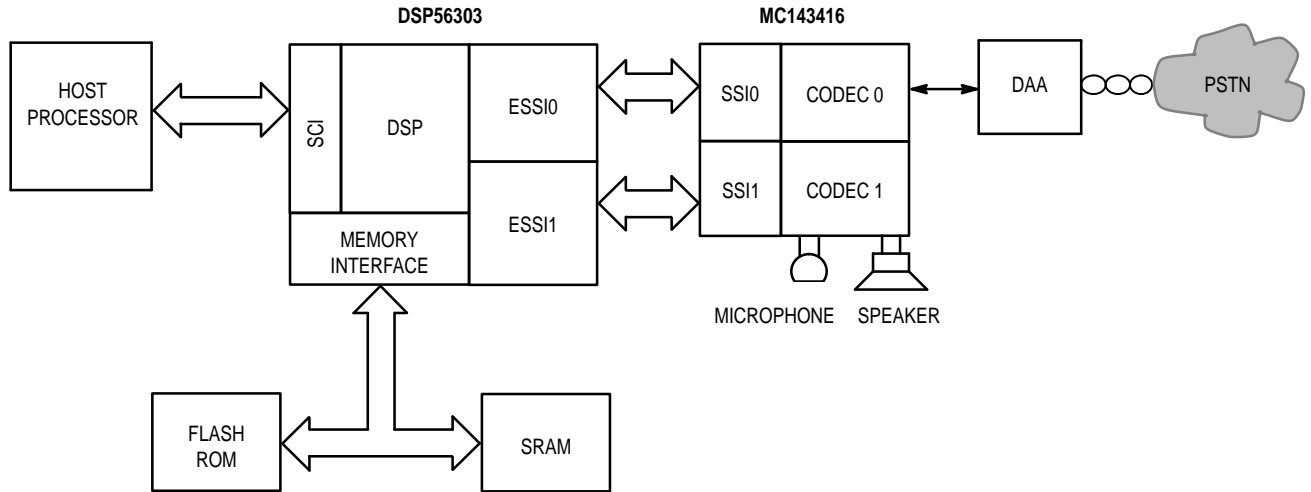 DSP56303
MC143416
HOST
PROCESSOR
SCI
DSP
ESSI0
ESSI1
MEMORY
INTERFACE
SSI0
CODEC 0
SSI1
CODEC 1
DAA
PSTN
MICROPHONE
SPEAKER
FLASH
ROM
SRAM